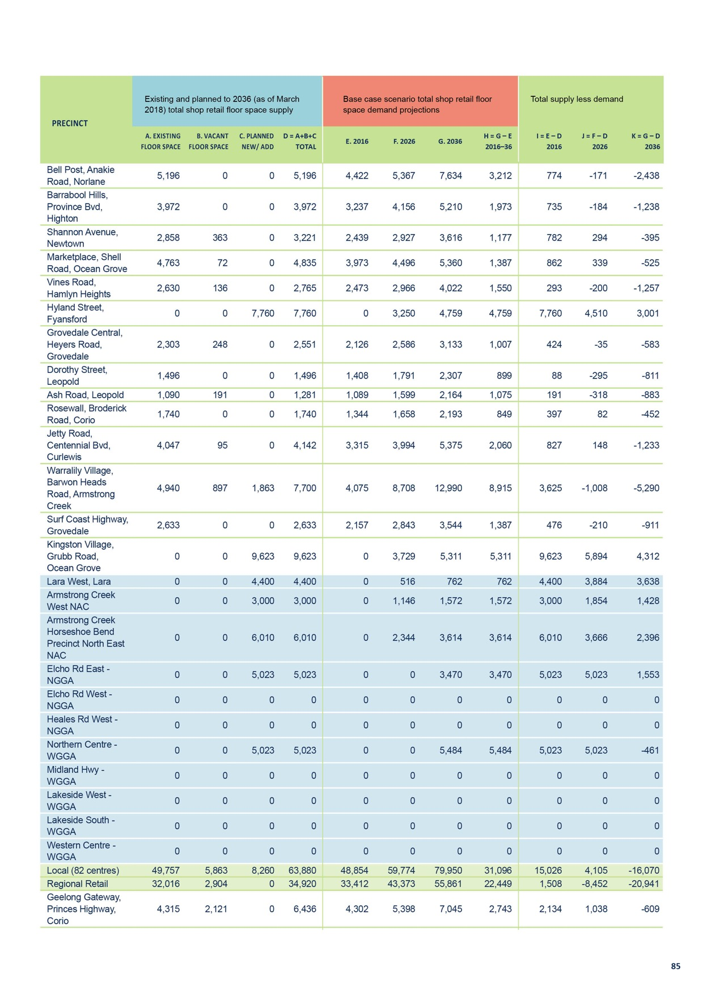 Existing and planned to 2036 (as of March
2018) total shop retail floor space supply
Base case scenario total shop retail floor
space demand projections
Total supply less demand
PRECINCT
A. EXISTING
FLOOR SPACE
B. VACANT
FLOOR SPACE
C. PLANNED
NEW/ ADD
D = A+B+C
TOTAL
E. 2016
F. 2026
G. 2036
H = G – E
2016–36
I = E – D
2016
J = F – D
2026
K = G – D
2036
Bell Post, Anakie
Road, Norlane
5,196 0 0 5,196 4,422 5,367 7,634 3,212 774 -171 -2,438
Barrabool Hills,
Province Bvd,
Highton
3,972 0 0 3,972 3,237 4,156 5,210 1,973 735 -184 -1,238
Shannon Avenue,
Newtown
2,858 363 0 3,221 2,439 2,927 3,616 1,177 782 294 -395
Marketplace, Shell
Road, Ocean Grove
4,763 72 0 4,835 3,973 4,496 5,360 1,387 862 339 -525
Vines Road,
Hamlyn Heights
2,630 136 0 2,765 2,473 2,966 4,022 1,550 293 -200 -1,257
Hyland Street,
Fyansford
0 0 7,760 7,760 0 3,250 4,759 4,759 7,760 4,510 3,001
Grovedale Central,
Heyers Road,
Grovedale
2,303 248 0 2,551 2,126 2,586 3,133 1,007 424 -35 -583
Dorothy Street,
Leopold
1,496 0 0 1,496 1,408 1,791 2,307 899 88 -295 -811
Ash Road, Leopold 1,090 191 0 1,281 1,089 1,599 2,164 1,075 191 -318 -883
Rosewall, Broderick
Road, Corio
1,740 0 0 1,740 1,344 1,658 2,193 849 397 82 -452
Jetty Road,
Centennial Bvd,
Curlewis
4,047 95 0 4,142 3,315 3,994 5,375 2,060 827 148 -1,233
Warralily Village,
Barwon Heads
Road, Armstrong
Creek
4,940 897 1,863 7,700 4,075 8,708 12,990 8,915 3,625 -1,008 -5,290
Surf Coast Highway,
Grovedale
2,633 0 0 2,633 2,157 2,843 3,544 1,387 476 -210 -911
Kingston Village,
Grubb Road,
Ocean Grove
0 0 9,623 9,623 0 3,729 5,311 5,311 9,623 5,894 4,312
Lara West, Lara 0 0 4,400 4,400 0 516 762 762 4,400 3,884 3,638
Armstrong Creek
West NAC
0 0 3,000 3,000 0 1,146 1,572 1,572 3,000 1,854 1,428
Armstrong Creek
Horseshoe Bend
Precinct North East
NAC
0 0 6,010 6,010 0 2,344 3,614 3,614 6,010 3,666 2,396
Elcho Rd East -
NGGA
0 0 5,023 5,023 0 0 3,470 3,470 5,023 5,023 1,553
Elcho Rd West -
NGGA
0 0 0 0 0 0 0 0 0 0 0
Heales Rd West -
NGGA
0 0 0 0 0 0 0 0 0 0 0
Northern Centre -
WGGA
0 0 5,023 5,023 0 0 5,484 5,484 5,023 5,023 -461
Midland Hwy -
WGGA
0 0 0 0 0 0 0 0 0 0 0
Lakeside West -
WGGA
0 0 0 0 0 0 0 0 0 0 0
Lakeside South -
WGGA
0 0 0 0 0 0 0 0 0 0 0
Western Centre -
WGGA
0 0 0 0 0 0 0 0 0 0 0
Local (82 centres) 49,757 5,863 8,260 63,880 48,854 59,774 79,950 31,096 15,026 4,105 -16,070
Regional Retail 32,016 2,904 0 34,920 33,412 43,373 55,861 22,449 1,508 -8,452 -20,941
Geelong Gateway,
Princes Highway,
Corio
4,315 2,121 0 6,436 4,302 5,398 7,045 2,743 2,134 1,038 -609
85